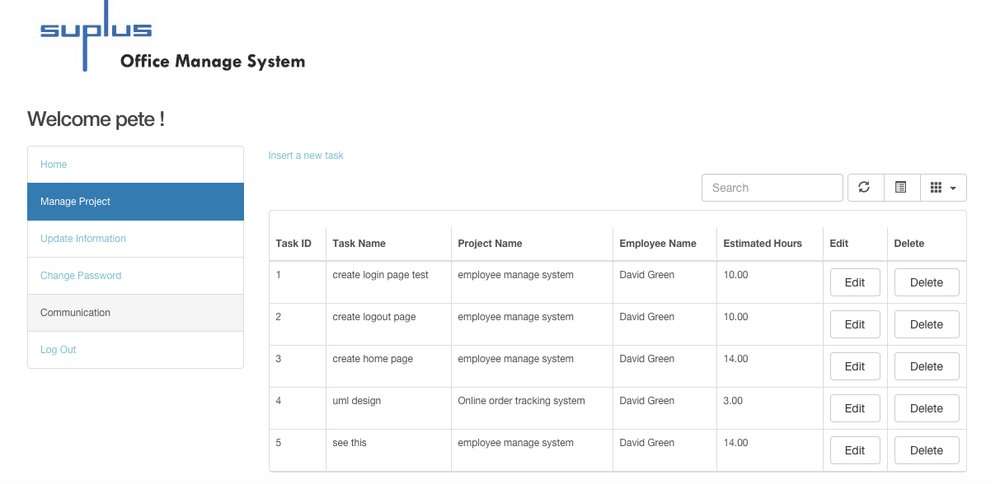 suplus
Office Manage System
Welcome pete !
Home
Manage Project
Update Information
Change Password
Communication
Log Out
Insert a new task
Search
Task ID Task Name Project Name Employee Name Estimated Hours Edit Delete
1 create login page test employee manage system David Green 10.00 Edit Delete
2 create logout page employee manage system David Green 10.00 Edit Delete
3 create home page employee manage system David Green 14.00 Edit Delete
4 uml design Online order tracking system David Green 3.00 Edit Delete
5 see this employee manage system David Green 14.00 Edit Delete